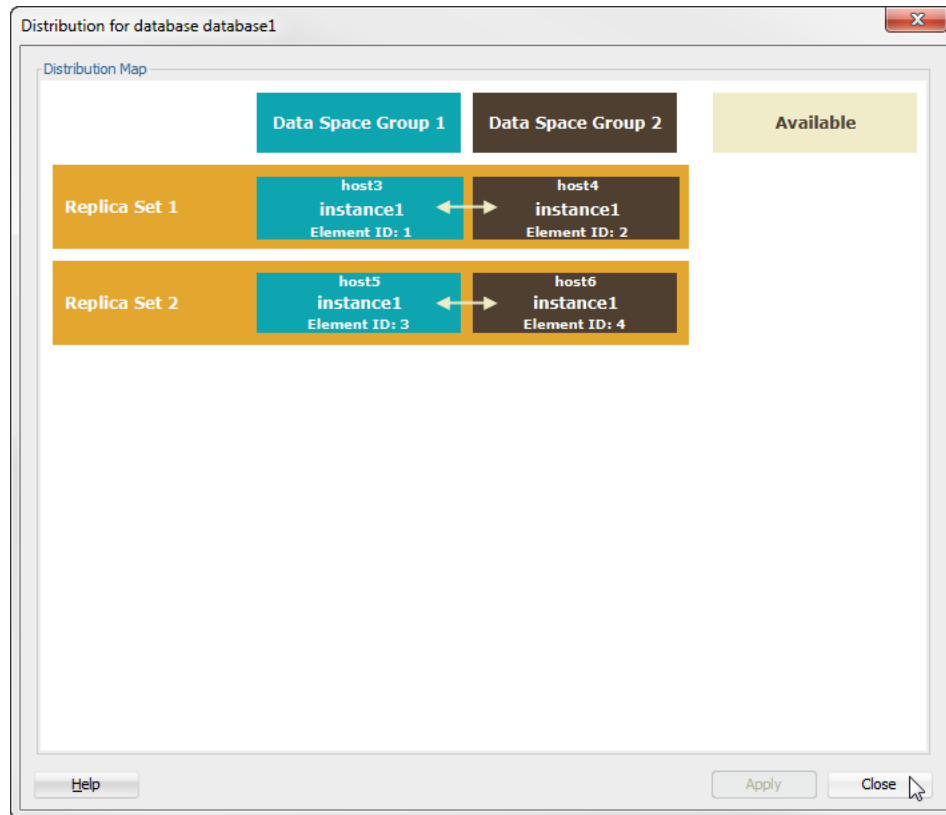 Distribution for database database1
Distribution Map
Data Space Group 1
Data Space Group 2
Available
Replica Set 1
host3
instance1
Element ID: 1
host4
instance1
Element ID: 2
Replica Set 2
host5
instance1
Element ID: 3
host6
instance1
Element ID: 4
Help
Apply
Close